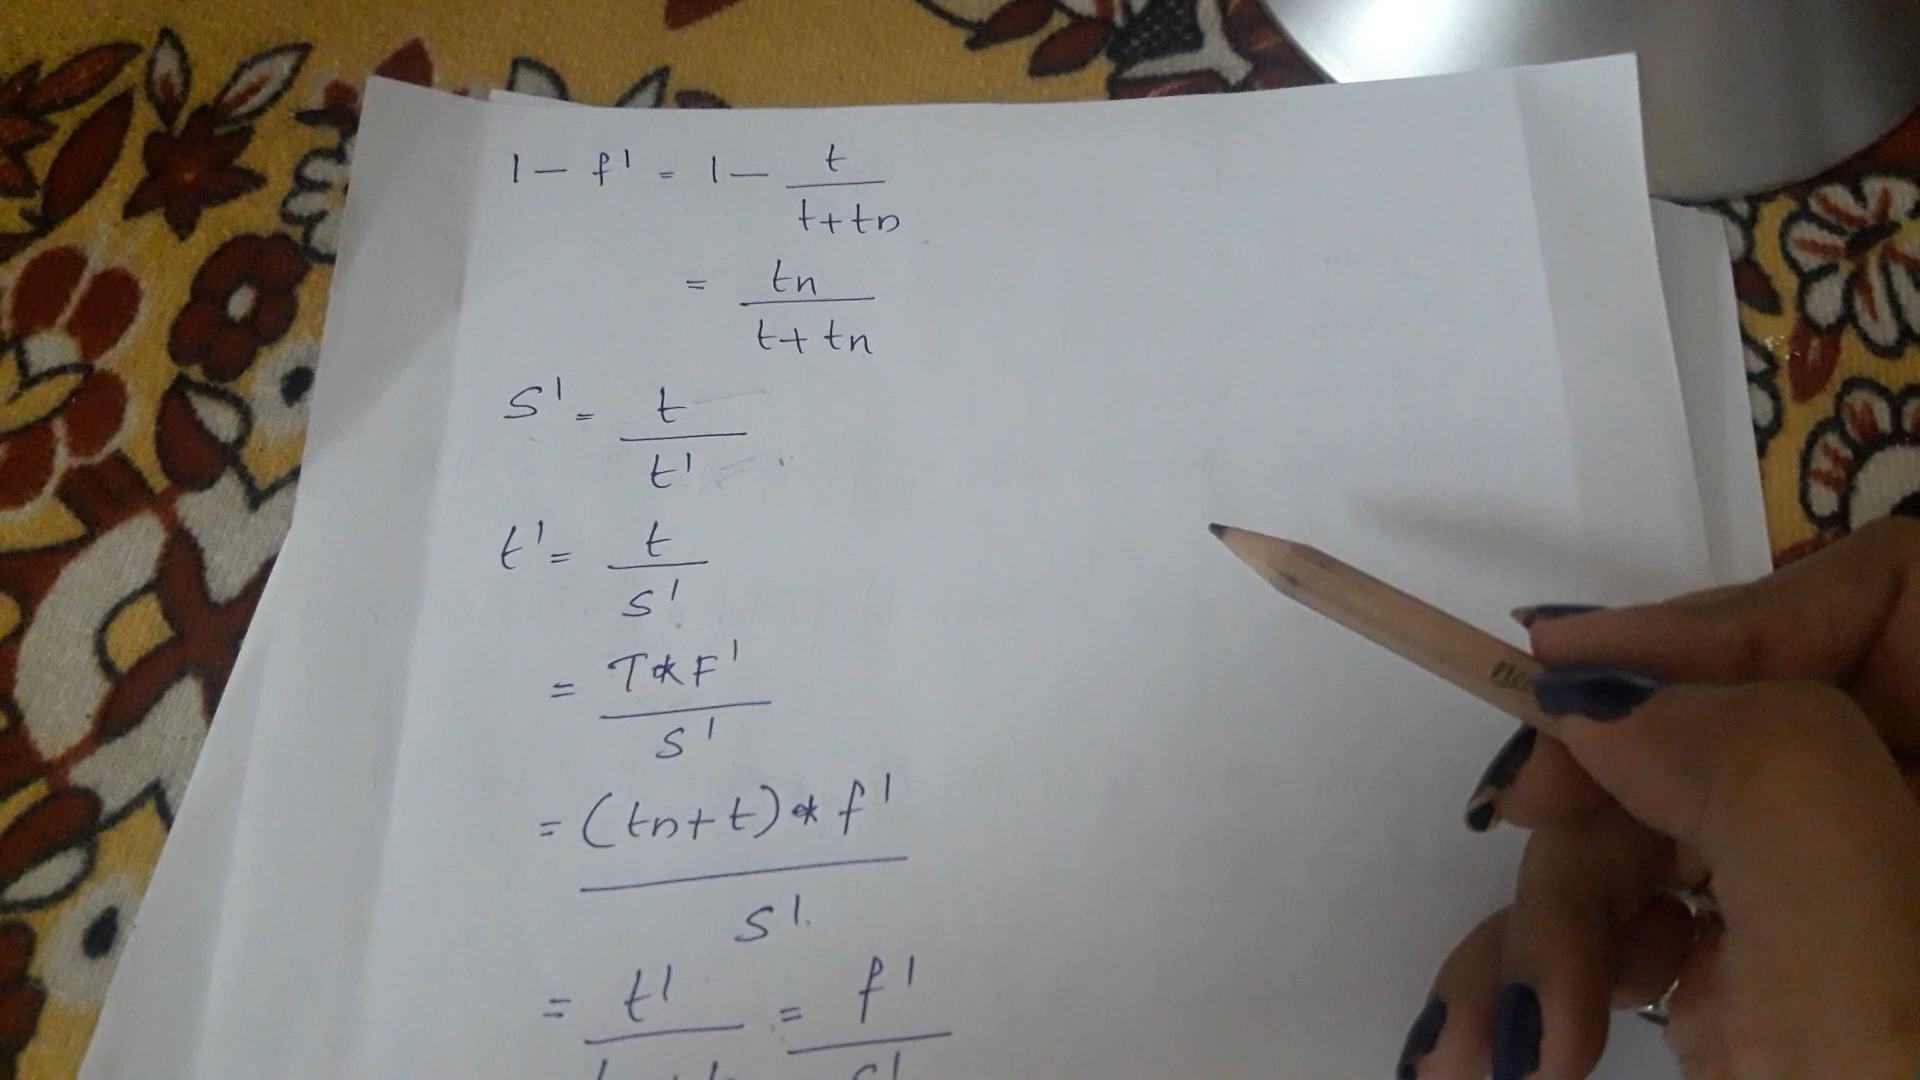 1 - f' = 1 - t / t + tn
= tn / t + tn
S' = t / t'
t' = t / s'
= T * F' / s'
= (tn + t) * f' / s'
= t' / = f' / s'